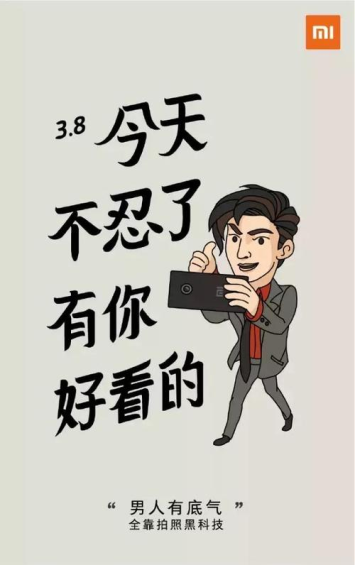 mi
3.8 今天
不忍了
有你
好看的
mi
“ 男人有底气 ”
全靠拍照黑科技